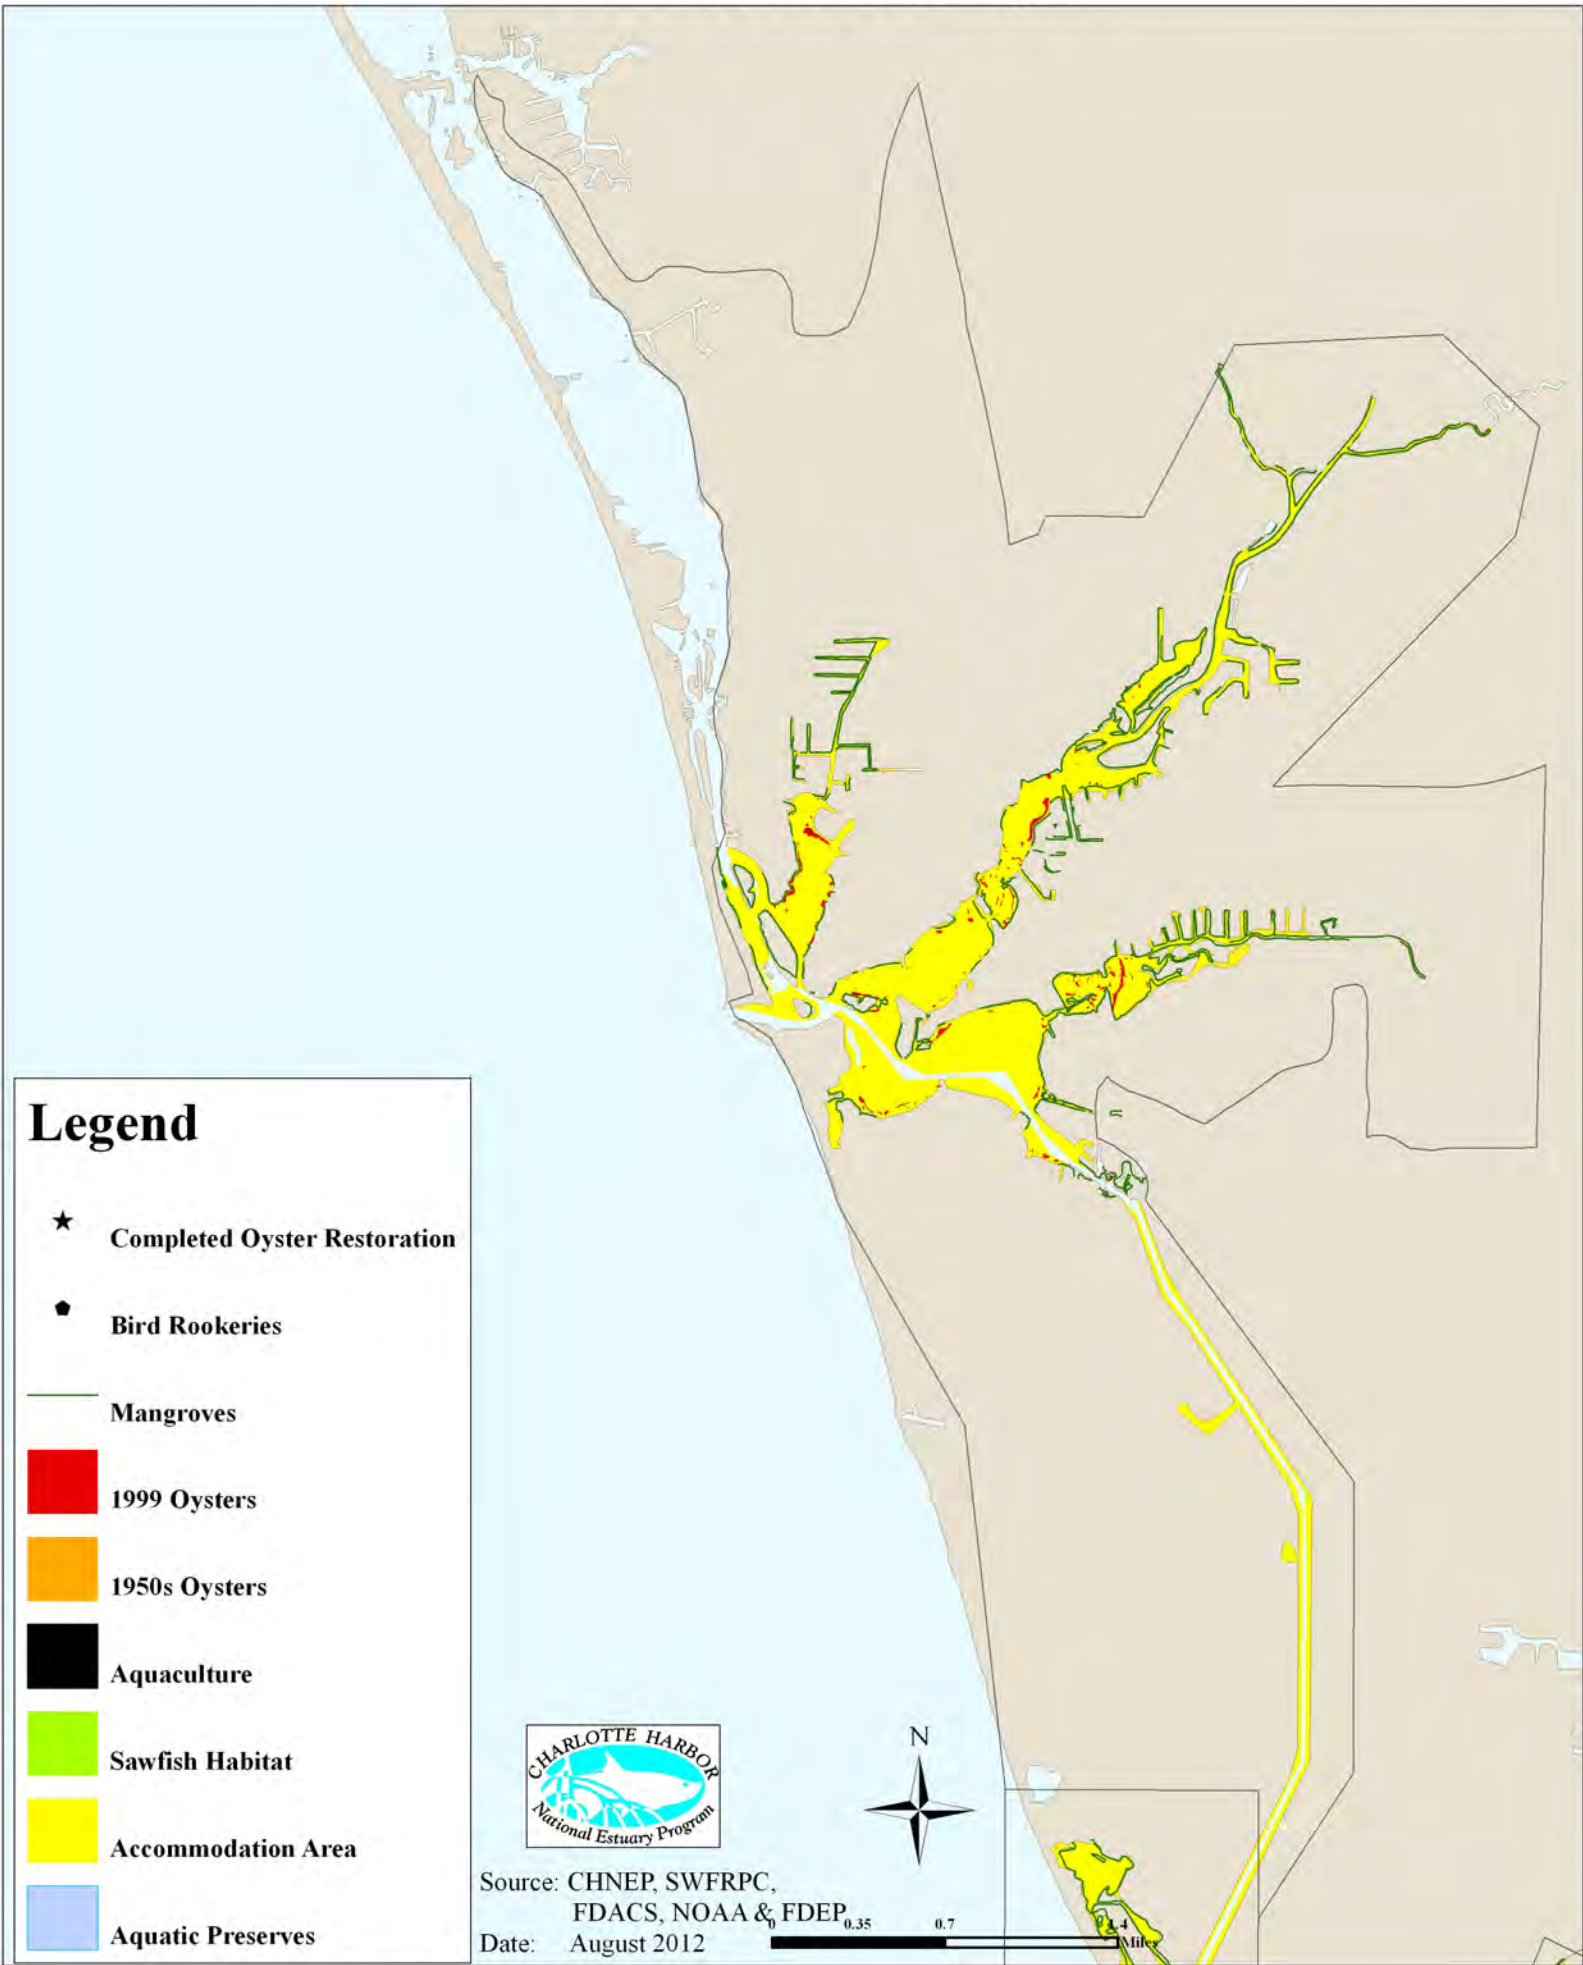 Legend
Completed Oyster Restoration
Bird Rookeries
Mangroves
1999 Oysters
1950s Oysters
Aquaculture
Sawfish Habitat
Accommodation Area
Aquatic Preserves
CHARLOTTE HARBOR
National Estuary Program
N
Source: CHNEP, SWFRPC,
FDACS, NOAA & FDEP
Date: August 2012
0 0.35 0.7 1.4
Miles